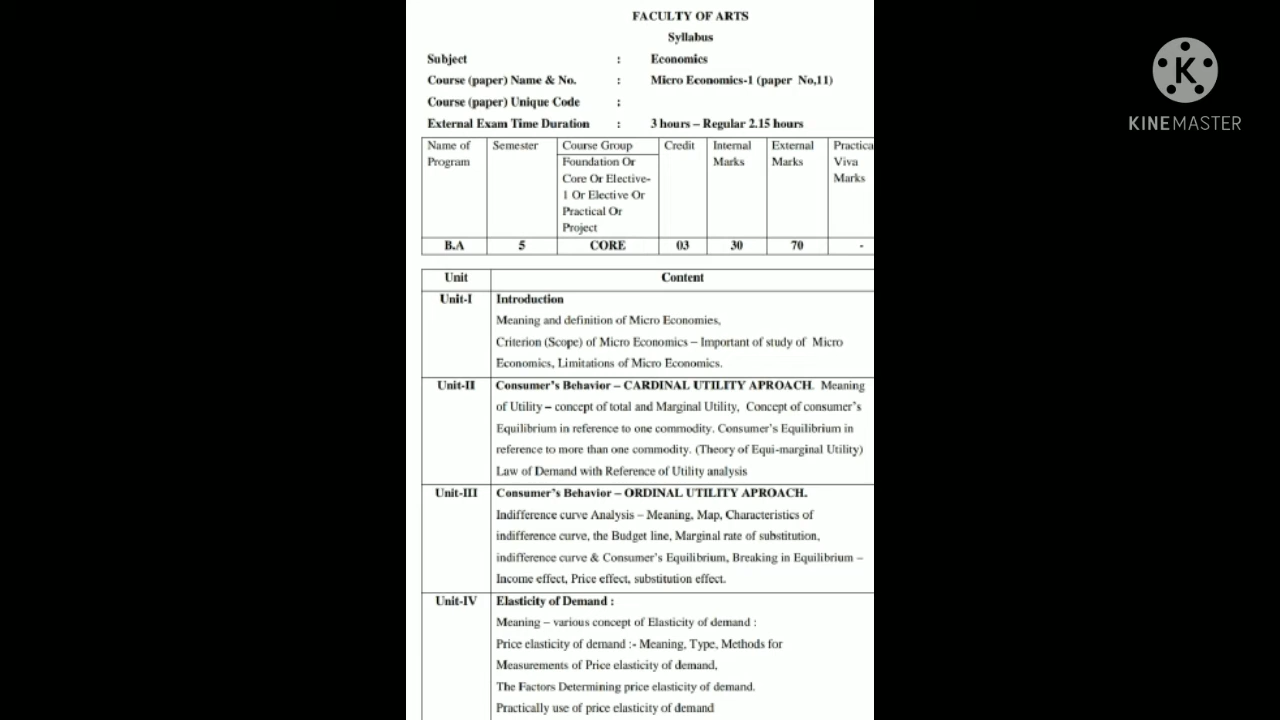 FACULTY OF ARTS
Syllabus
Subject : Economics
Course (paper) Name & No. : Micro Economics-1 (paper No,11)
Course (paper) Unique Code :
External Exam Time Duration : 3 hours – Regular 2.15 hours
Name of Program Semester Course Group Credit Internal Marks External Marks Practica Viva Marks
Foundation Or Core Or Elective-1 Or Elective Or Practical Or Project
B.A 5 CORE 03 30 70 -
Unit Content
Unit-I Introduction
Meaning and definition of Micro Economies,
Criterion (Scope) of Micro Economics – Important of study of Micro
Economics, Limitations of Micro Economics.
Unit-II Consumer's Behavior – CARDINAL UTILITY APROACH. Meaning
of Utility – concept of total and Marginal Utility, Concept of consumer's
Equilibrium in reference to one commodity. Consumer's Equilibrium in
reference to more than one commodity. (Theory of Equi-marginal Utility)
Law of Demand with Reference of Utility analysis
Unit-III Consumer's Behavior – ORDINAL UTILITY APROACH.
Indifference curve Analysis – Meaning, Map, Characteristics of
indifference curve, the Budget line, Marginal rate of substitution,
indifference curve & Consumer's Equilibrium, Breaking in Equilibrium –
Income effect, Price effect, substitution effect.
Unit-IV Elasticity of Demand :
Meaning – various concept of Elasticity of demand :
Price elasticity of demand :- Meaning, Type, Methods for
Measurements of Price elasticity of demand,
The Factors Determining price elasticity of demand.
Practically use of price elasticity of demand
K
KINEMASTER